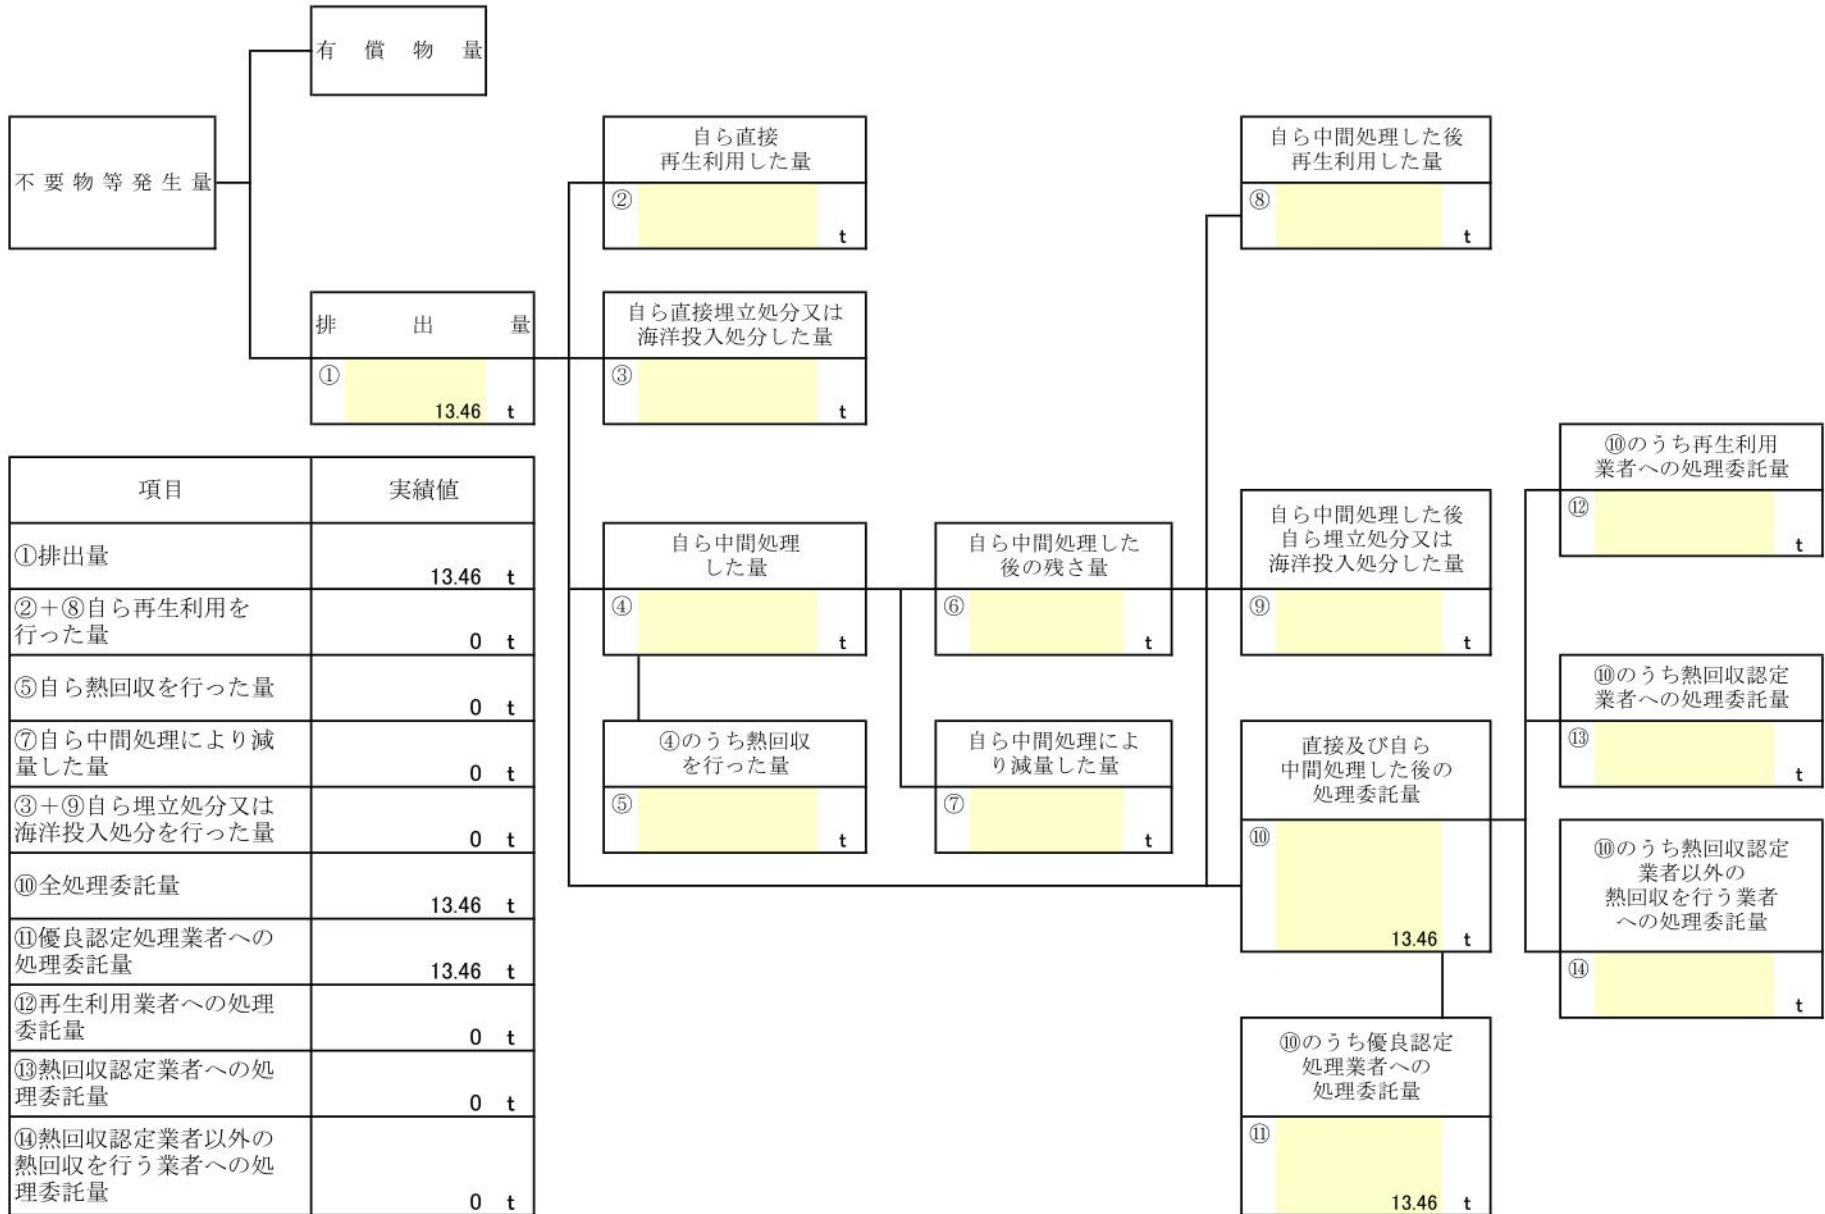 有償物量
不要物等発生量
自ら直接
再生利用した量
②
t
自ら中間処理した後
再生利用した量
⑧
t
排出量
①
13.46 t
自ら直接埋立処分又は
海洋投入処分した量
③
t
項目 実績値
①排出量
13.46 t
②+⑧自ら再生利用を
行った量
0 t
⑤自ら熱回収を行った量
0 t
⑦自ら中間処理により減
量した量
0 t
③+⑨自ら埋立処分又は
海洋投入処分を行った量
0 t
⑩全処理委託量
13.46 t
⑪優良認定処理業者への
処理委託量
13.46 t
⑫再生利用業者への処理
委託量
0 t
⑬熱回収認定業者への処
理委託量
0 t
⑭熱回収認定業者以外の
熱回収を行う業者への処
理委託量
0 t
自ら中間処理
した量
④
t
④のうち熱回収
を行った量
⑤
t
自ら中間処理した
後の残さ量
⑥
t
自ら中間処理によ
り減量した量
⑦
t
自ら中間処理した後
自ら埋立処分又は
海洋投入処分した量
⑨
t
直接及び自ら
中間処理した後の
処理委託量
⑩
13.46 t
⑩のうち優良認定
処理業者への
処理委託量
⑪
13.46 t
⑩のうち再生利用
業者への処理委託量
⑫
t
⑩のうち熱回収認定
業者への処理委託量
⑬
t
⑩のうち熱回収認定
業者以外の
熱回収を行う業者
への処理委託量
⑭
t